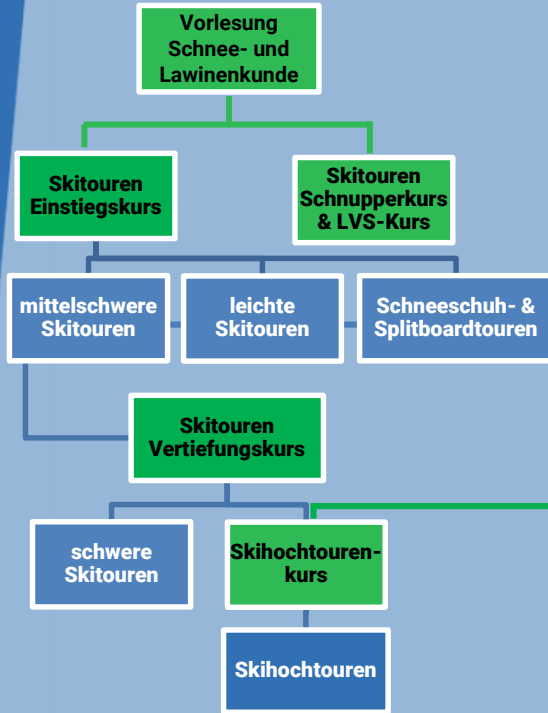 Vorlesung
Schnee- und
Lawinenkunde
Skitouren
Einstiegskurs
Skitouren
Schnupperkurs
& LVS-Kurs
mittelschwere
Skitouren
leichte
Skitouren
Schneeschuh- &
Splitboardtouren
Skitouren
Vertiefungskurs
schwere
Skitouren
Skihochtouren-
kurs
Skihochtouren